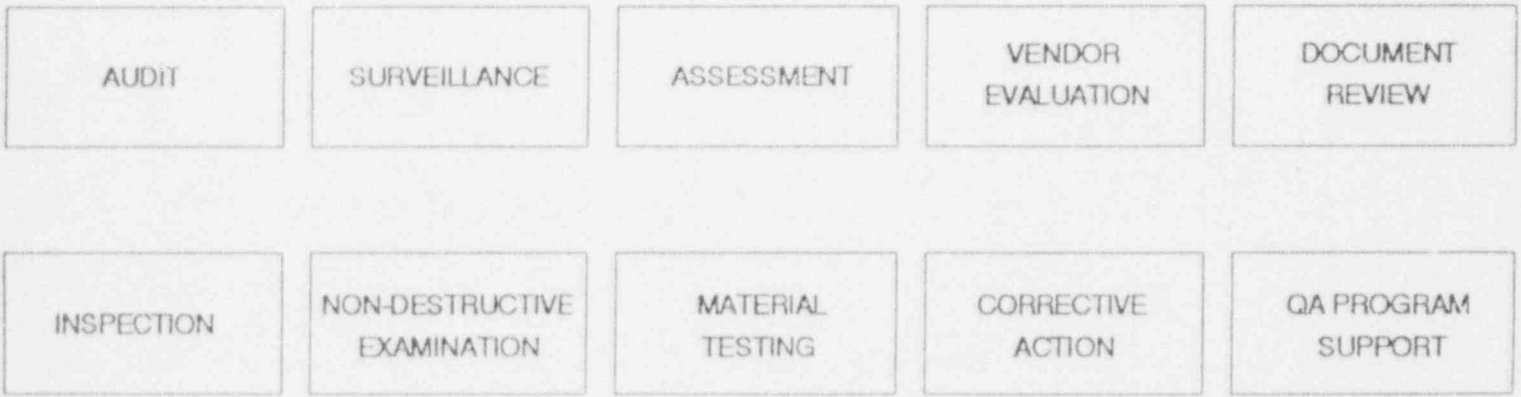 AUDIT
SURVEILLANCE
ASSESSMENT
VENDOR
EVALUATION
DOCUMENT
REVIEW
INSPECTION
NON-DESTRUCTIVE
EXAMINATION
MATERIAL
TESTING
CORRECTIVE
ACTION
QA PROGRAM
SUPPORT